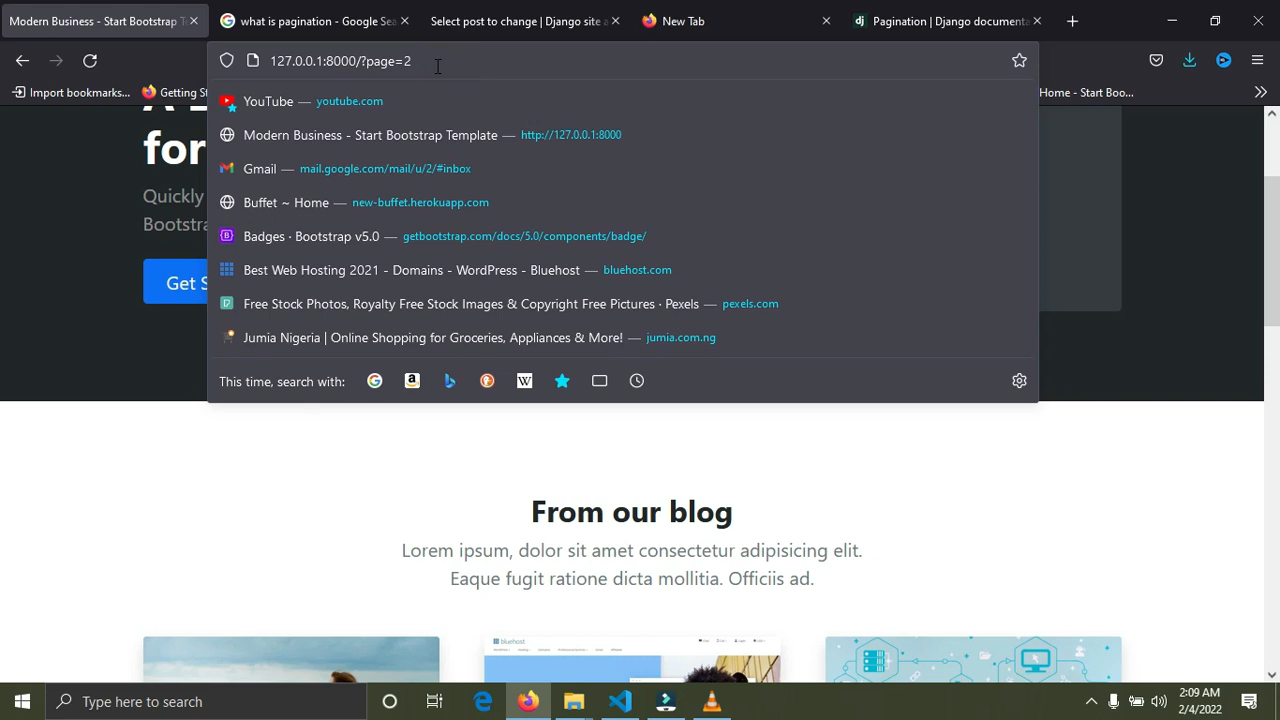 Modern Business - Start Bootstrap T
what is pagination - Google Sea
Select post to change | Django site a
New Tab
Pagination | Django documenta
127.0.0.1:8000/?page=2
Import bookmarks...
Getting St
Home - Start Boo...
YouTube — youtube.com
Modern Business - Start Bootstrap Template — http://127.0.0.1:8000
Gmail — mail.google.com/mail/u/2/#inbox
Buffet ~ Home — new-buffet.herokuapp.com
Badges · Bootstrap v5.0 — getbootstrap.com/docs/5.0/components/badge/
Best Web Hosting 2021 - Domains - WordPress - Bluehost — bluehost.com
Free Stock Photos, Royalty Free Stock Images & Copyright Free Pictures · Pexels — pexels.com
Jumia Nigeria | Online Shopping for Groceries, Appliances & More! — jumia.com.ng
This time, search with:
for
Quickly
Bootstra
Get S
From our blog
Lorem ipsum, dolor sit amet consectetur adipisicing elit.
Eaque fugit ratione dicta mollitia. Officiis ad.
bluehost
Type here to search
2:09 AM
2/4/2022